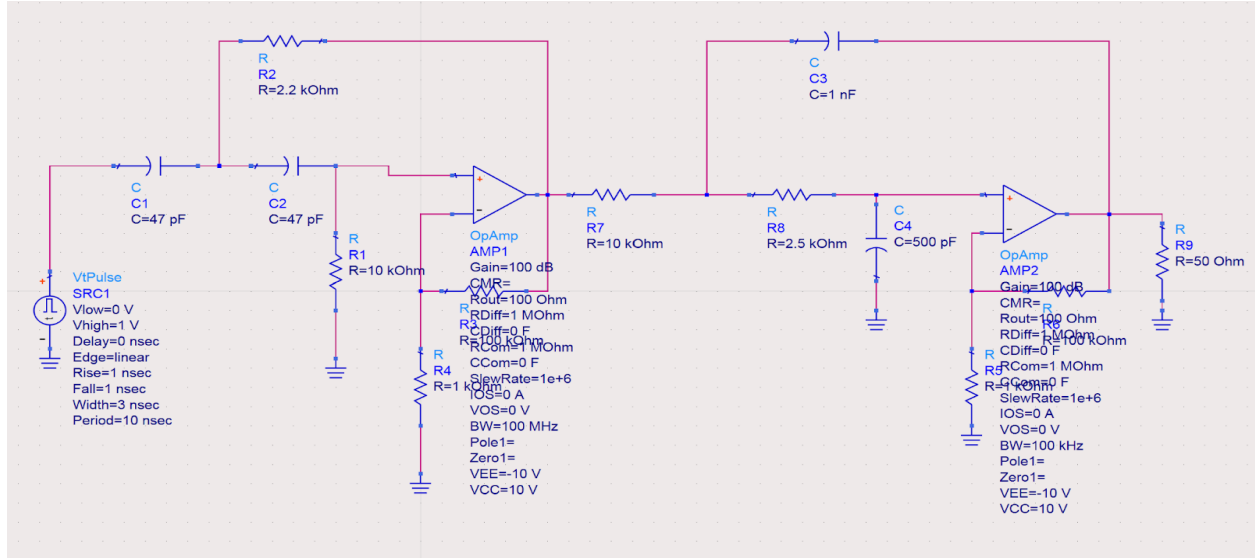 R
R2
R=2.2 kOhm
C
C3
C=1 nF
C
C1
C=47 pF
C
C2
C=47 pF
R
R1
R=10 kOhm
VtPulse
SRC1
Vlow=0 V
Vhigh=1 V
Delay=0 nsec
Edge=linear
Rise=1 nsec
Fall=1 nsec
Width=3 nsec
Period=10 nsec
+
-
R
R4
R=1 kOhm
R
R3
R=100 kOhm
+
-
OpAmp
AMP1
Gain=100 dB
CMR=
Rout=100 Ohm
RDiff=1 MOhm
CDiff=0 F
RCom=1 MOhm
CCom=0 F
SlewRate=1e+6
IOS=0 A
VOS=0 V
BW=100 MHz
Pole1=
Zero1=
VEE=-10 V
VCC=10 V
R
R7
R=10 kOhm
R
R8
R=2.5 kOhm
C
C4
C=500 pF
R
R5
R=1 kOhm
R
R6
R=100 kOhm
+
-
OpAmp
AMP2
Gain=100 dB
CMR=
Rout=100 Ohm
RDiff=1 MOhm
CDiff=0 F
RCom=1 MOhm
CCom=0 F
SlewRate=1e+6
IOS=0 A
VOS=0 V
BW=100 kHz
Pole1=
Zero1=
VEE=-10 V
VCC=10 V
R
R9
R=50 Ohm